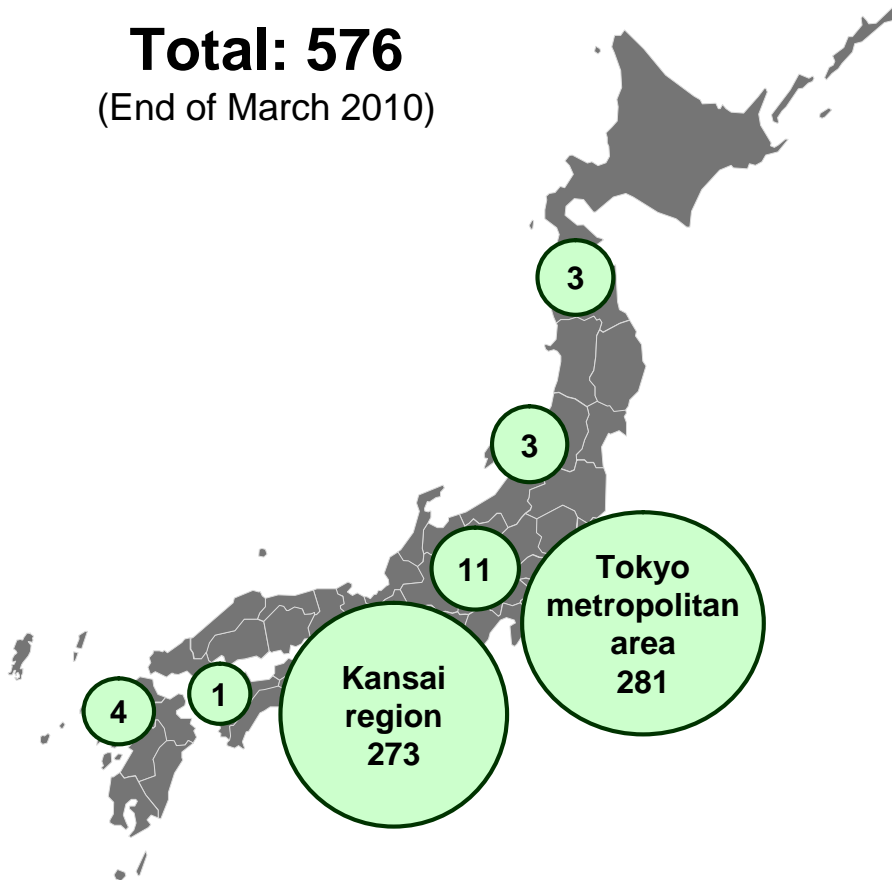 Total: 576
(End of March 2010)
3
3
11
Tokyo
metropolitan
area
281
Kansai
region
273
1
4